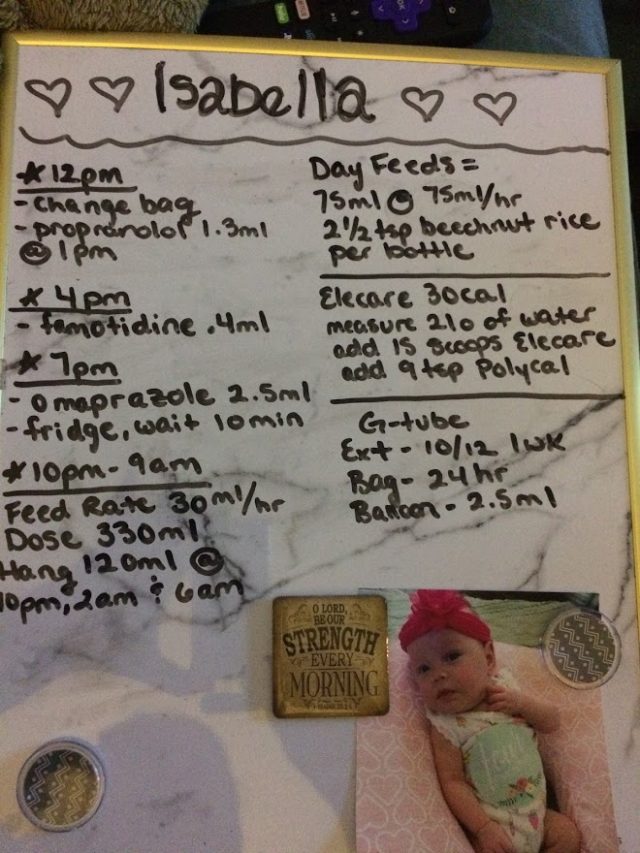 Isabella
* 12pm
- change bag
- propranolol 1.3ml
@ 1pm
* 4pm
- famotidine .4ml
* 7pm
- omaprazole 2.5ml
- fridge, wait 10min
* 10pm - 9am
Feed Rate 30ml/hr
Dose 330ml
Hang 120ml @
10pm, 2am & 6am
Day Feeds =
75ml @ 75ml/hr
2 1/2 tsp beechnut rice
per bottle
Elecare 30cal
measure 210 of water
add 15 scoops Elecare
add 9 tsp Polycal
G-tube
Ext - 10/12 1wk
Bag - 24hr
Balloon - 2.5ml
O LORD,
BE OUR
STRENGTH
EVERY
MORNING